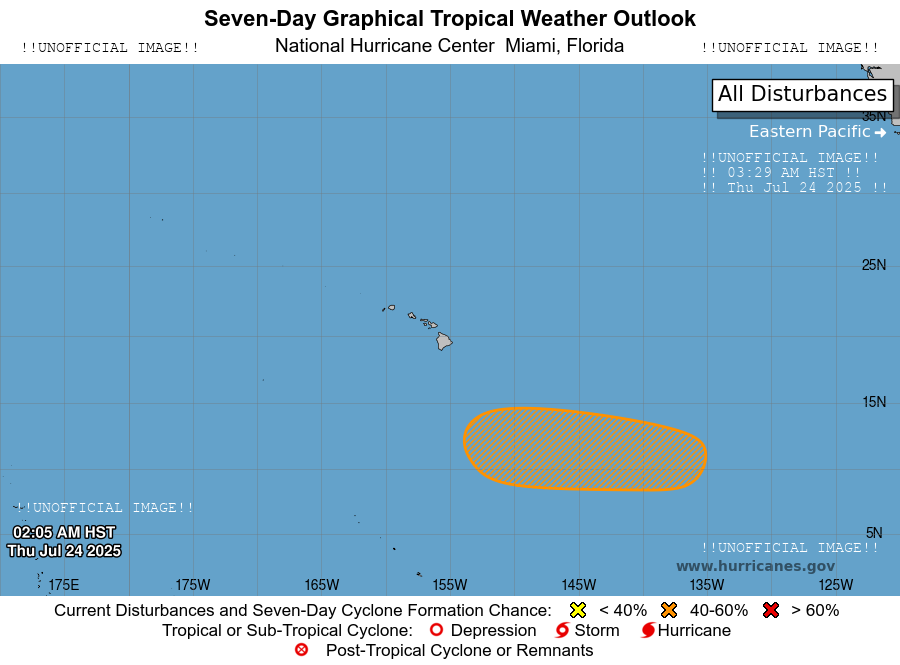 Seven-Day Graphical Tropical Weather Outlook
!!UNOFFICIAL IMAGE!!
National Hurricane Center Miami, Florida
!!UNOFFICIAL IMAGE!!
All Disturbances
35N
Eastern Pacific
!!UNOFFICIAL IMAGE!!
!! 03:29 AM HST !!
!! Thu Jul 24 2025 !!
25N
15N
!!UNOFFICIAL IMAGE!!
02:05 AM HST
Thu Jul 24 2025
5N
!!UNOFFICIAL IMAGE!!
www.hurricanes.gov
175E 175W 165W 155W 145W 135W 125W
Current Disturbances and Seven-Day Cyclone Formation Chance: < 40% 40-60% > 60%
Tropical or Sub-Tropical Cyclone: Depression Storm Hurricane
Post-Tropical Cyclone or Remnants